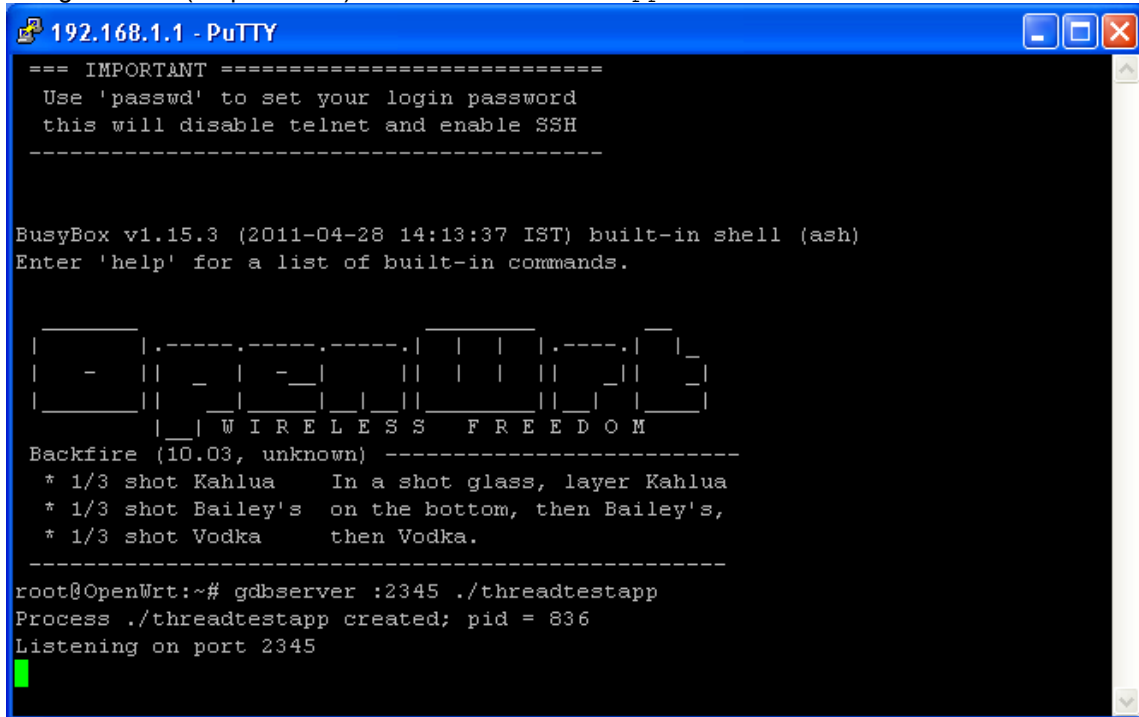 192.168.1.1 - PuTTY
=== IMPORTANT ============================
Use 'passwd' to set your login password
this will disable telnet and enable SSH
------------------------------------------
BusyBox v1.15.3 (2011-04-28 14:13:37 IST) built-in shell (ash)
Enter 'help' for a list of built-in commands.
OpenWrt
W I R E L E S S   F R E E D O M
Backfire (10.03, unknown) --------------------------
* 1/3 shot Kahlua    In a shot glass, layer Kahlua
* 1/3 shot Bailey's  on the bottom, then Bailey's,
* 1/3 shot Vodka     then Vodka.
---------------------------------------------------
root@OpenWrt:~# gdbserver :2345 ./threadtestapp
Process ./threadtestapp created; pid = 836
Listening on port 2345